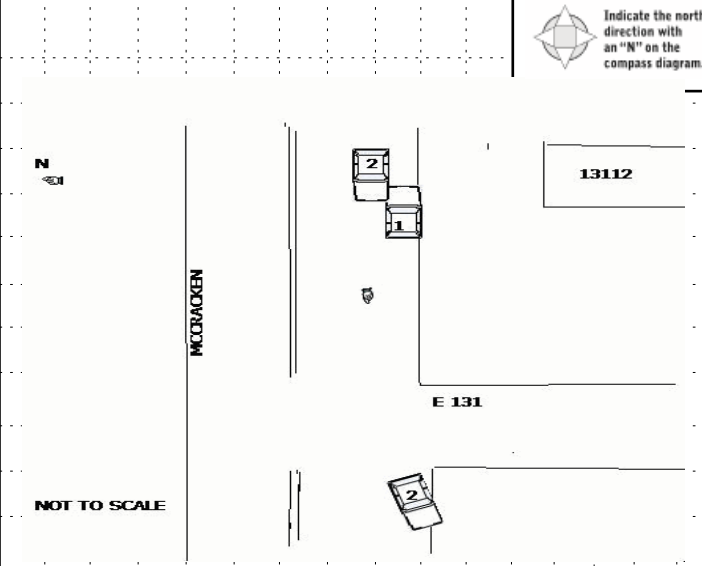 Indicate the north
direction with
an "N" on the
compass diagram.
N
2
13112
1
MCCRACKEN
E 131
2
NOT TO SCALE